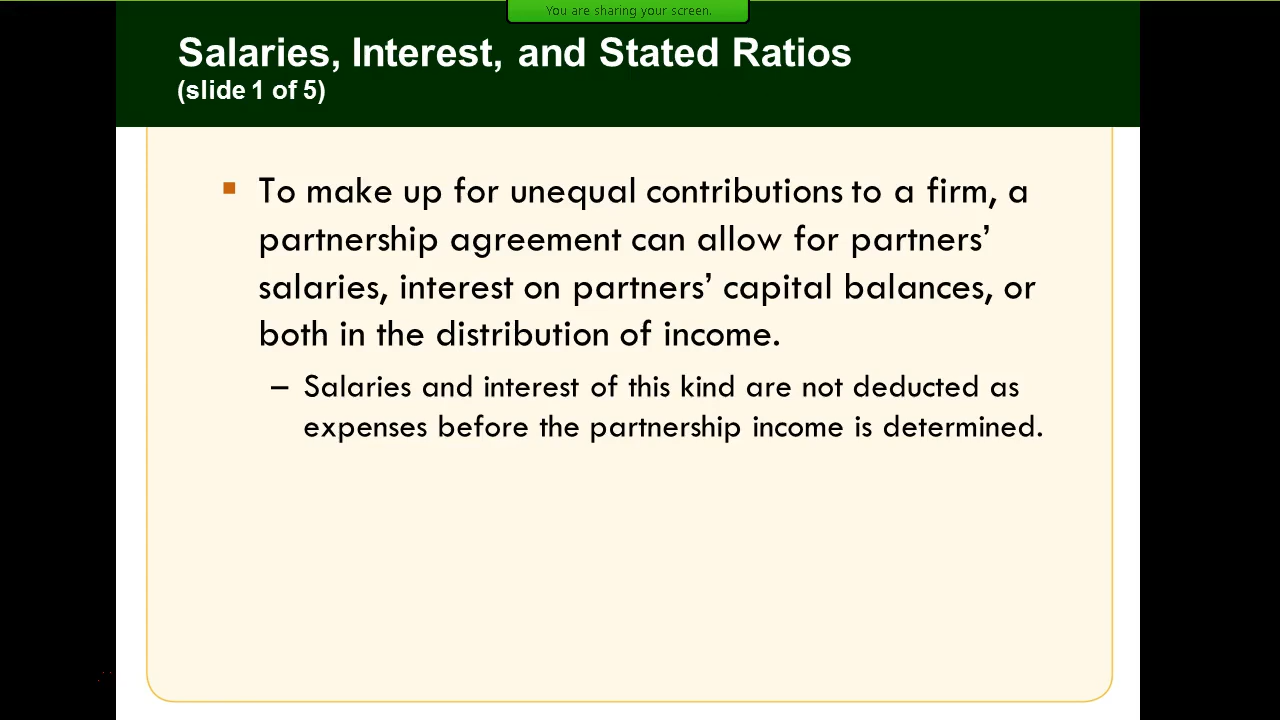 You are sharing your screen.
Salaries, Interest, and Stated Ratios
(slide 1 of 5)
▪ To make up for unequal contributions to a firm, a
partnership agreement can allow for partners’
salaries, interest on partners’ capital balances, or
both in the distribution of income.
– Salaries and interest of this kind are not deducted as
expenses before the partnership income is determined.